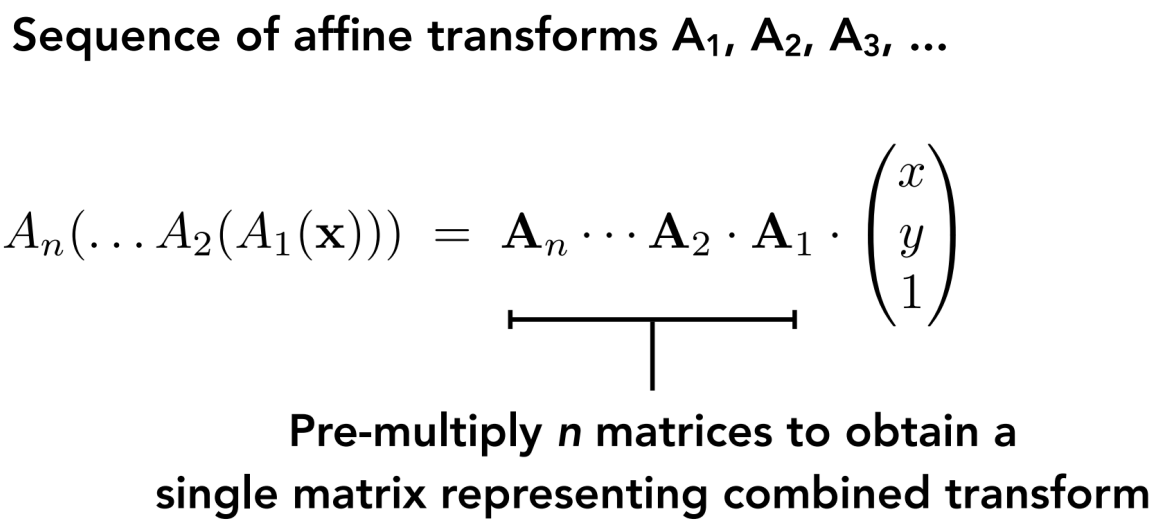 Sequence of affine transforms A₁, A₂, A₃, ...
Aₙ(...A₂(A₁(𝐱))) = 𝐀ₙ ··· 𝐀₂ · 𝐀₁ · (x y 1)
Pre-multiply n matrices to obtain a
single matrix representing combined transform